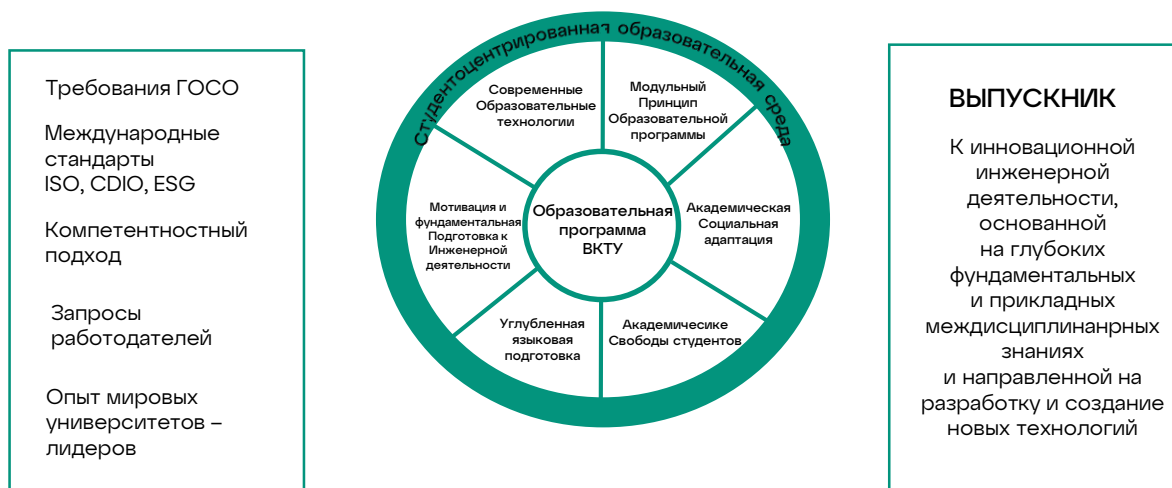 Требования ГОСО
Международные
стандарты
ISO, CDIO, ESG
Компетентностный
подход
Запросы
работодателей
Опыт мировых
университетов –
лидеров
Студентоцентрированная образовательная среда
Современные
Образовательные
технологии
Модульный
Принцип
Образовательной
программы
Мотивация и
фундаментальная
Подготовка к
Инженерной
деятельности
Образовательная
программа
ВКТУ
Академическая
Социальная
адаптация
Углубленная
языковая
подготовка
Академичесике
Свободы студентов
ВЫПУСКНИК
К инновационной
инженерной
деятельности,
основанной
на глубоких
фундаментальных
и прикладных
междисциплинанрных
знаниях
и направленной на
разработку и создание
новых технологий